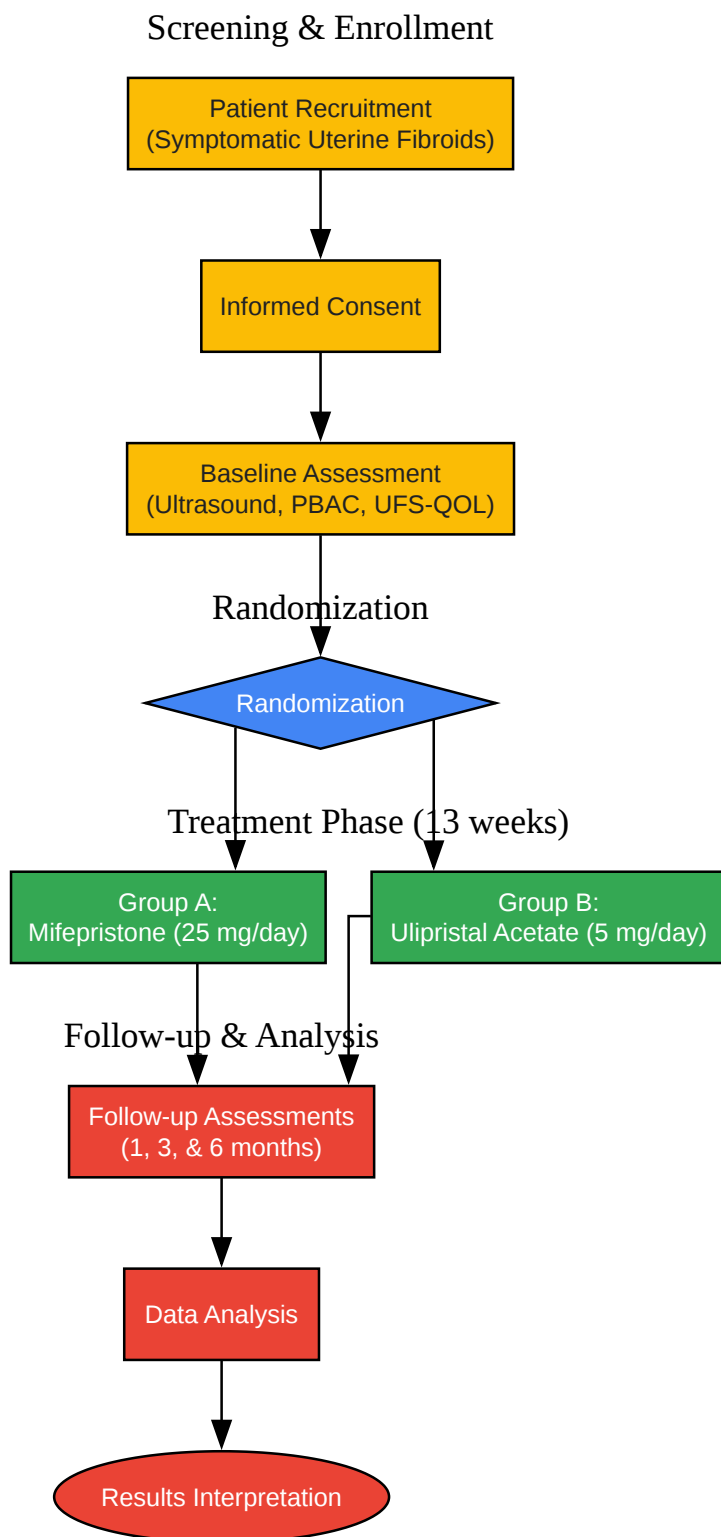 Screening & Enrollment
Patient Recruitment
(Symptomatic Uterine Fibroids)
Informed Consent
Baseline Assessment
(Ultrasound, PBAC, UFS-QOL)
Randomization
Randomization
Treatment Phase (13 weeks)
Group A:
Mifepristone (25 mg/day)
Group B:
Ulipristal Acetate (5 mg/day)
Follow-up & Analysis
Follow-up Assessments
(1, 3, & 6 months)
Data Analysis
Results Interpretation